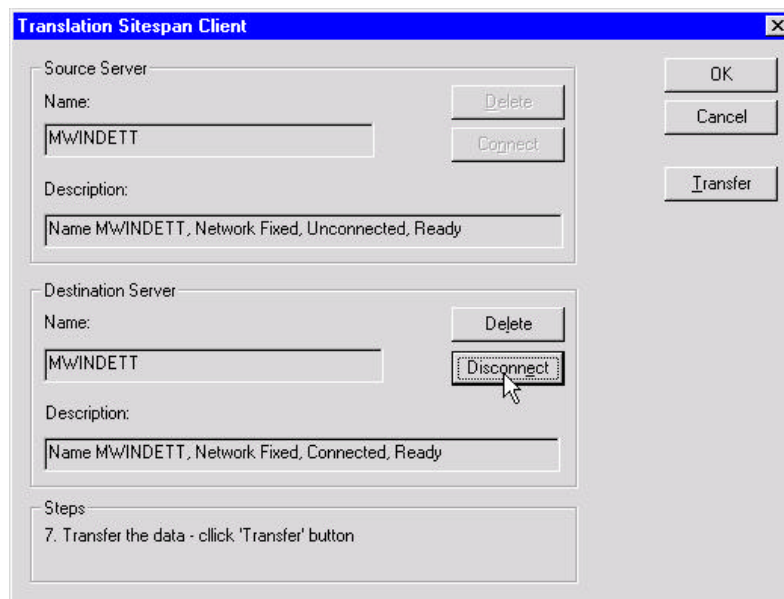 Translation Sitespan Client
Source Server
Name:
Delete
MWINDETT
Connect
Description:
Name MWINDETT, Network Fixed, Unconnected, Ready
OK
Cancel
Transfer
Destination Server
Name:
Delete
MWINDETT
Disconnect
Description:
Name MWINDETT, Network Fixed, Connected, Ready
Steps
7. Transfer the data - cllick 'Transfer' button